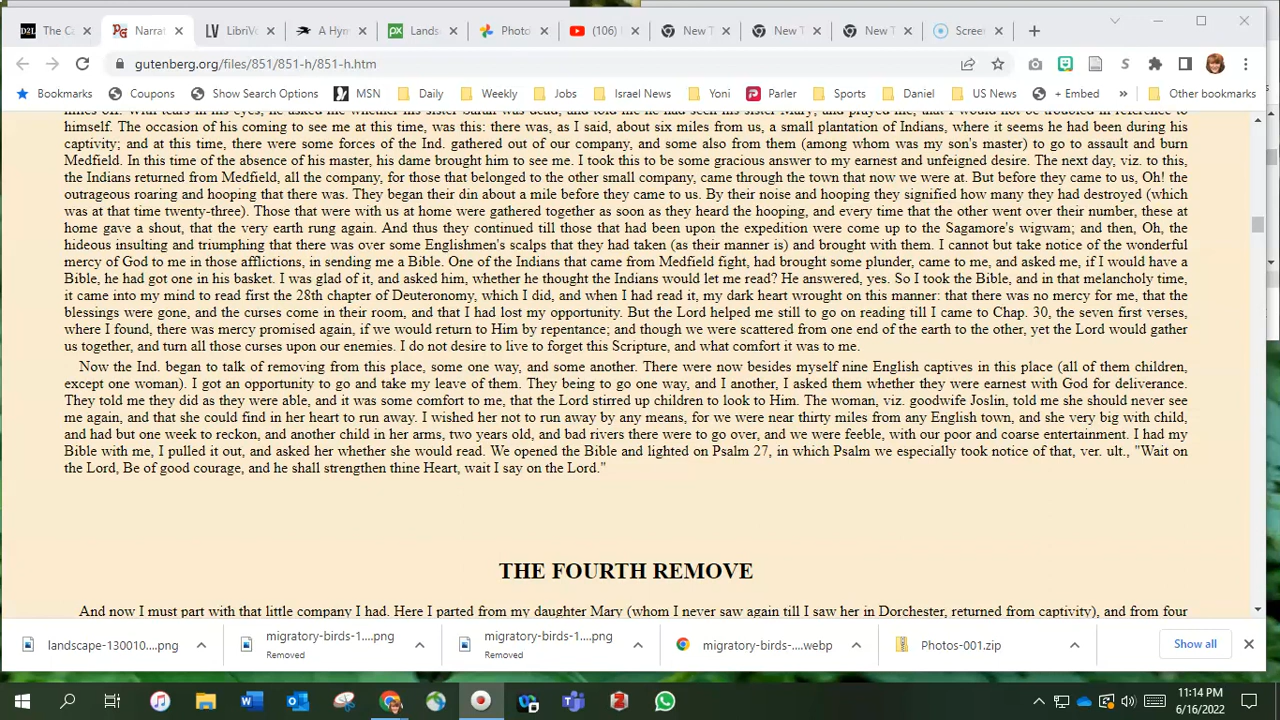 The C
Narrat
LibriVo
A Hym
Lands
Photo
(106)
New T
New T
New T
Screen
gutenberg.org/files/851/851-h/851-h.htm
Bookmarks
Coupons
Show Search Options
MSN
Daily
Weekly
Jobs
Israel News
Yoni
Parler
Sports
Daniel
US News
+ Embed
»
Other bookmarks
himself. The occasion of his coming to see me at this time, was this: there was, as I said, about six miles from us, a small plantation of Indians, where it seems he had been during his
captivity; and at this time, there were some forces of the Ind. gathered out of our company, and some also from them (among whom was my son's master) to go to assault and burn
Medfield. In this time of the absence of his master, his dame brought him to see me. I took this to be some gracious answer to my earnest and unfeigned desire. The next day, viz. to this,
the Indians returned from Medfield, all the company, for those that belonged to the other small company, came through the town that now we were at. But before they came to us, Oh! the
outrageous roaring and hooping that there was. They began their din about a mile before they came to us. By their noise and hooping they signified how many they had destroyed (which
was at that time twenty-three). Those that were with us at home were gathered together as soon as they heard the hooping, and every time that the other went over their number, these at
home gave a shout, that the very earth rung again. And thus they continued till those that had been upon the expedition were come up to the Sagamore's wigwam; and then, Oh, the
hideous insulting and triumphing that there was over some Englishmen's scalps that they had taken (as their manner is) and brought with them. I cannot but take notice of the wonderful
mercy of God to me in those afflictions, in sending me a Bible. One of the Indians that came from Medfield fight, had brought some plunder, came to me, and asked me, if I would have a
Bible, he had got one in his basket. I was glad of it, and asked him, whether he thought the Indians would let me read? He answered, yes. So I took the Bible, and in that melancholy time,
it came into my mind to read first the 28th chapter of Deuteronomy, which I did, and when I had read it, my dark heart wrought on this manner: that there was no mercy for me, that the
blessings were gone, and the curses come in their room, and that I had lost my opportunity. But the Lord helped me still to go on reading till I came to Chap. 30, the seven first verses,
where I found, there was mercy promised again, if we would return to Him by repentance; and though we were scattered from one end of the earth to the other, yet the Lord would gather
us together, and turn all those curses upon our enemies. I do not desire to live to forget this Scripture, and what comfort it was to me.
Now the Ind. began to talk of removing from this place, some one way, and some another. There were now besides myself nine English captives in this place (all of them children,
except one woman). I got an opportunity to go and take my leave of them. They being to go one way, and I another, I asked them whether they were earnest with God for deliverance.
They told me they did as they were able, and it was some comfort to me, that the Lord stirred up children to look to Him. The woman, viz. goodwife Joslin, told me she should never see
me again, and that she could find in her heart to run away. I wished her not to run away by any means, for we were near thirty miles from any English town, and she very big with child,
and had but one week to reckon, and another child in her arms, two years old, and bad rivers there were to go over, and we were feeble, with our poor and coarse entertainment. I had my
Bible with me, I pulled it out, and asked her whether she would read. We opened the Bible and lighted on Psalm 27, in which Psalm we especially took notice of that, ver. ult., "Wait on
the Lord, Be of good courage, and he shall strengthen thine Heart, wait I say on the Lord."
THE FOURTH REMOVE
And now I must part with that little company I had. Here I parted from my daughter Mary (whom I never saw again till I saw her in Dorchester, returned from captivity), and from four
landscape-130010....png
migratory-birds-1....png
Removed
migratory-birds-1....png
Removed
migratory-birds-....webp
Photos-001.zip
Show all
11:14 PM
6/16/2022